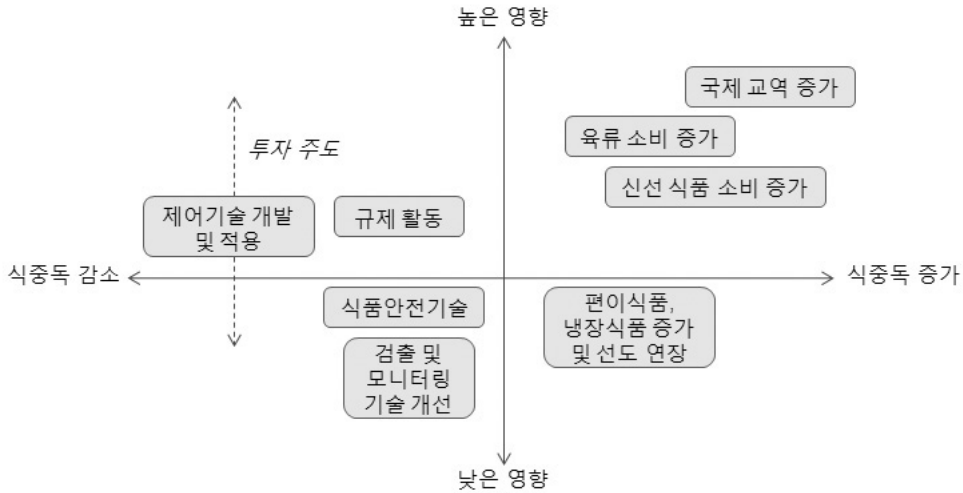 높은 영향
국제 교역 증가
육류 소비 증가
투자 주도
신선 식품 소비 증가
제어기술 개발
및 적용
규제 활동
식중독 감소
식중독 증가
식품안전기술
편이식품,
냉장식품 증가
및 선도 연장
검출 및
모니터링
기술 개선
낮은 영향